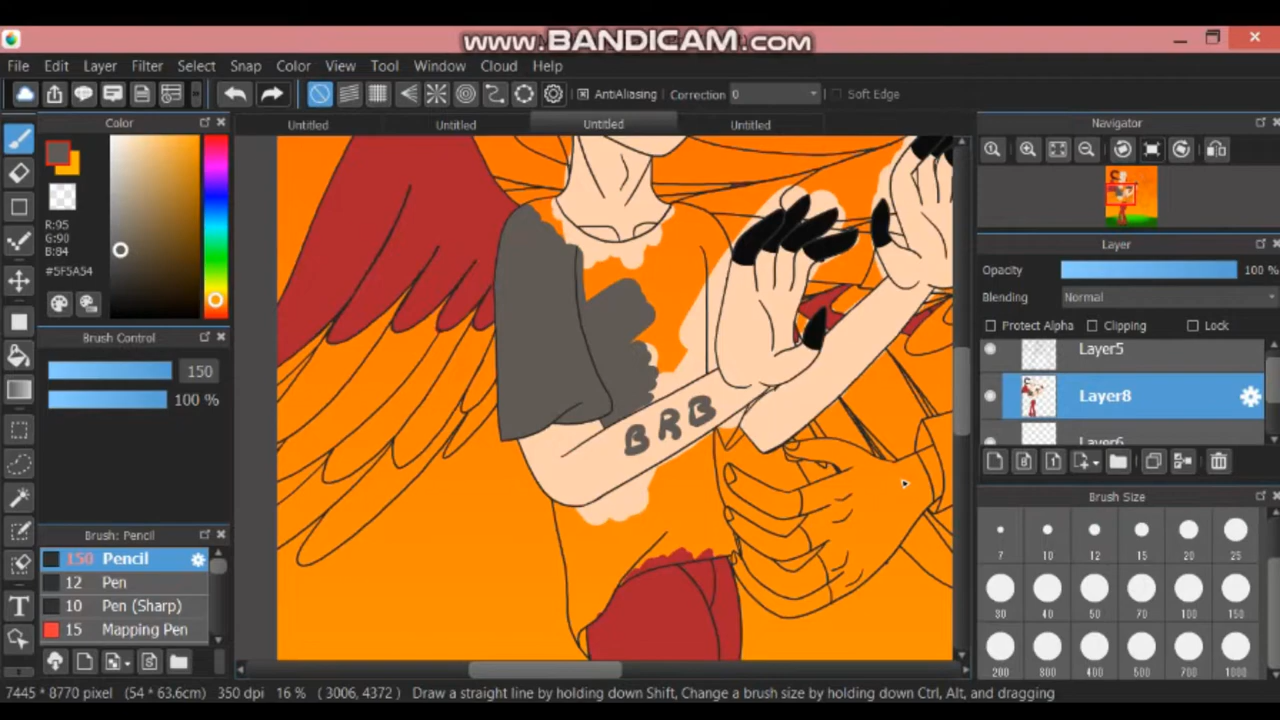 www.BANDICAM.com
File Edit Layer Filter Select Snap Color View Tool Window Cloud Help
AntiAliasing Correction 0 Soft Edge
Color
Untitled Untitled Untitled Untitled
Navigator
R:95
G:90
B:84
#5F5A54
Layer
Opacity 100 %
Blending Normal
Protect Alpha Clipping Lock
Brush Control
150
100 %
Layer5
Layer8
Layer6
BRB
Brush Size
7 10 12 15 20 25
30 40 50 70 100 150
200 300 400 500 700 1000
Brush: Pencil
150 Pencil
12 Pen
10 Pen (Sharp)
15 Mapping Pen
7445 * 8770 pixel (54 * 63.6cm) 350 dpi 16 % ( 3006, 4372 ) Draw a straight line by holding down Shift, Change a brush size by holding down Ctrl, Alt, and dragging